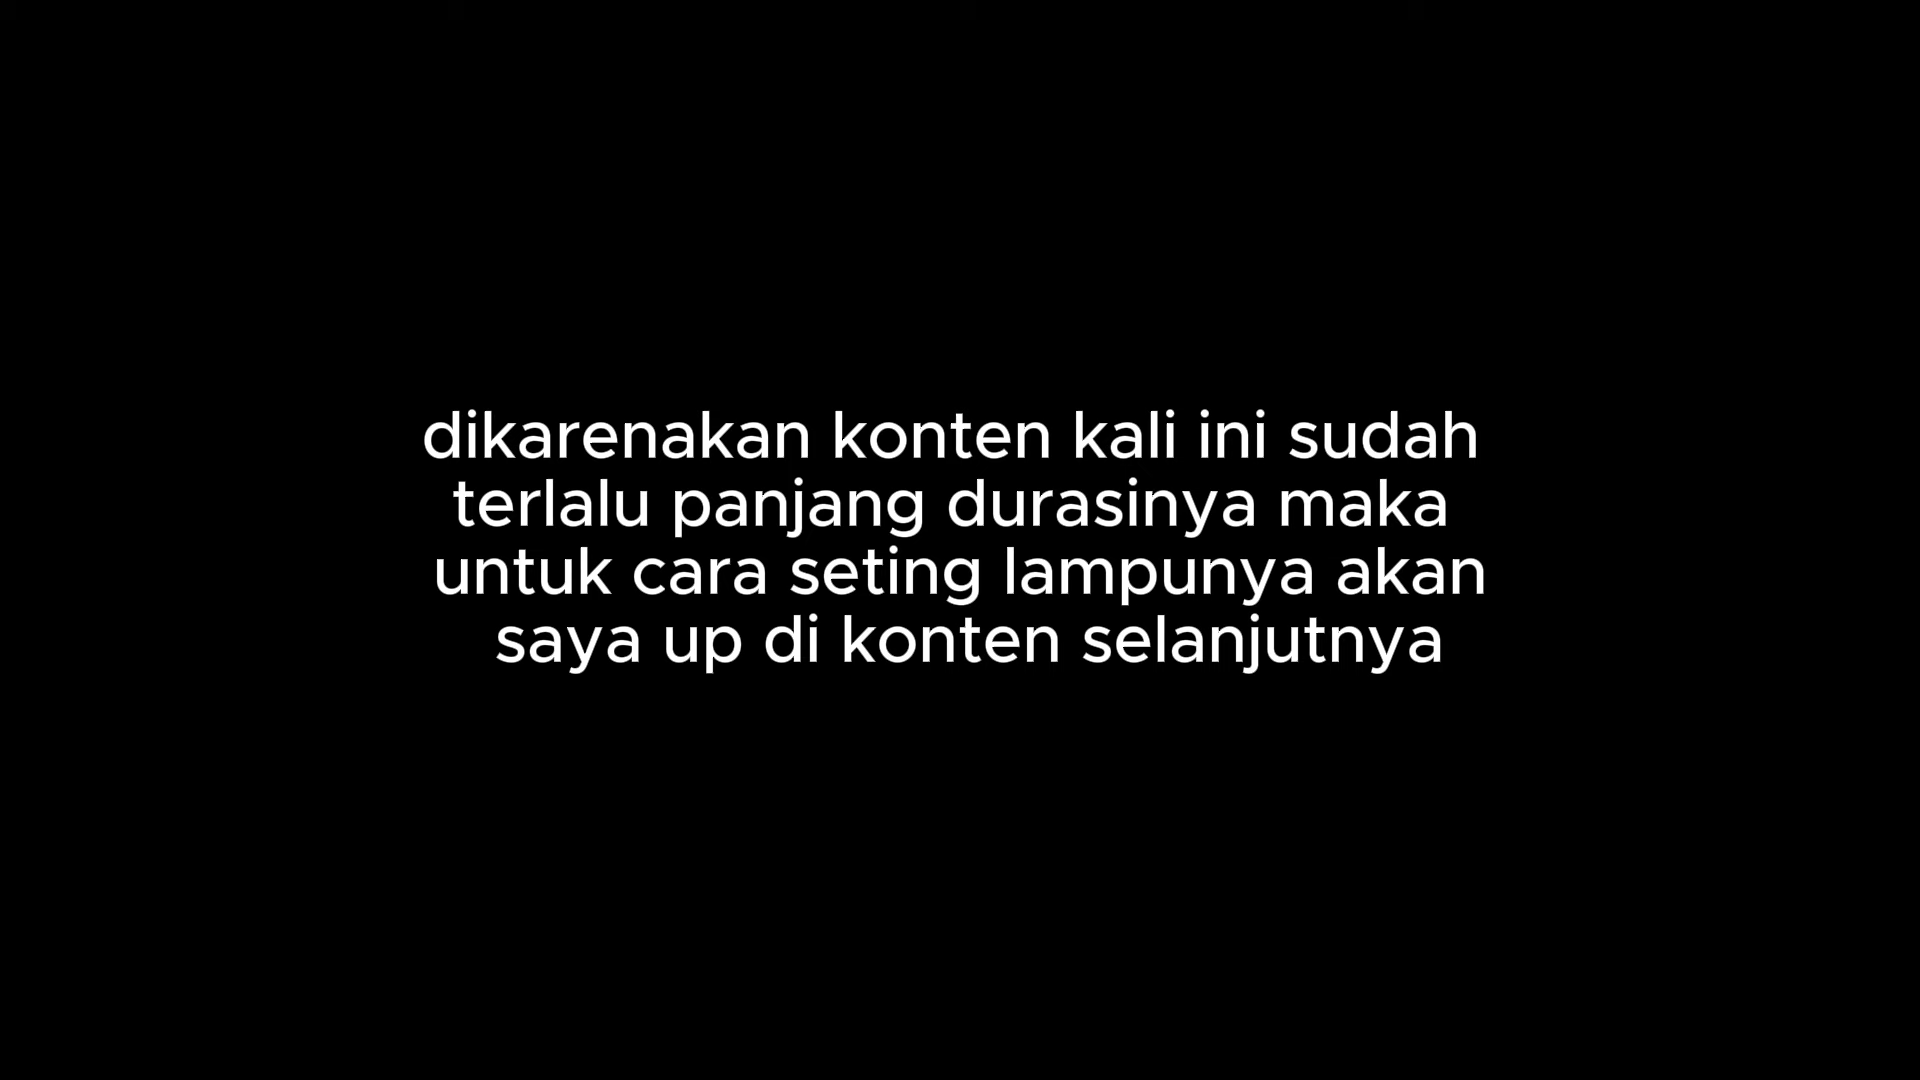 dikarenakan konten kali ini sudah
terlalu panjang durasinya maka
untuk cara seting lampunya akan
saya up di konten selanjutnya